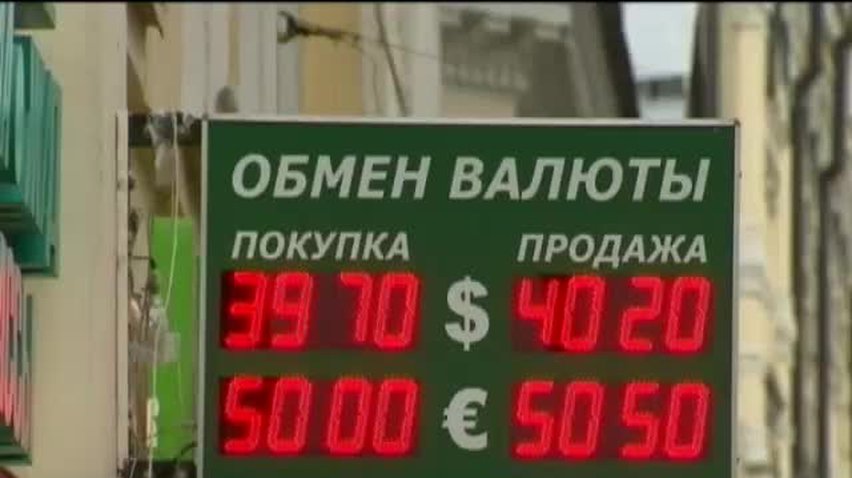 ОБМЕН ВАЛЮТЫ
ПОКУПКА ПРОДАЖА
39 70 $ 40 20
50 00 € 50 50